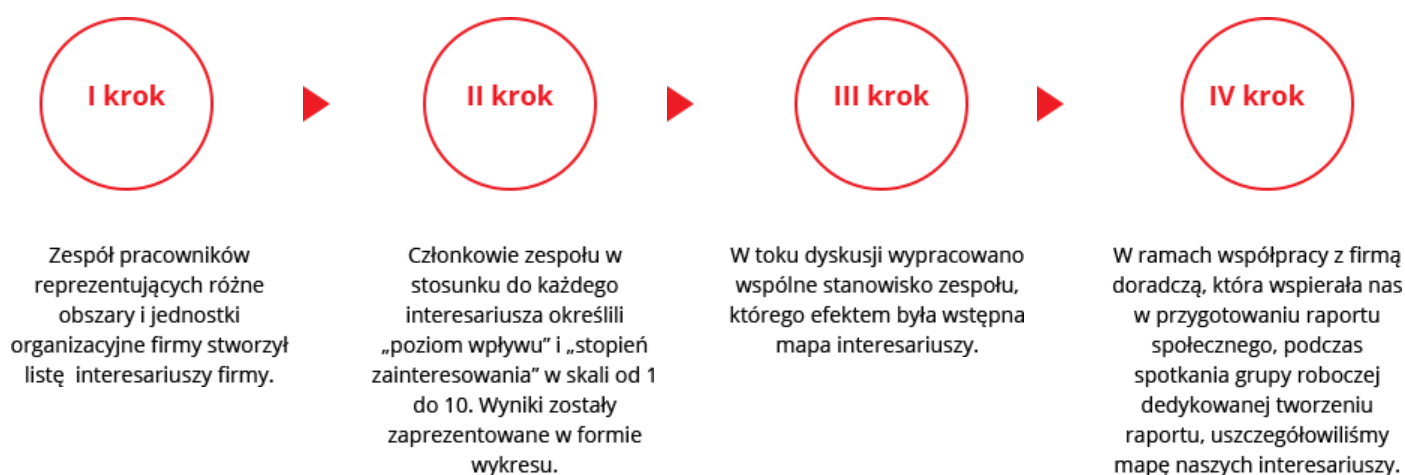 I krok
Zespół pracowników
reprezentujących różne
obszary i jednostki
organizacyjne firmy stworzył
listę interesariuszy firmy.
II krok
Członkowie zespołu w
stosunku do każdego
interesariusza określili
„poziom wpływu” i „stopień
zainteresowania” w skali od 1
do 10. Wyniki zostały
zaprezentowane w formie
wykresu.
III krok
W toku dyskusji wypracowano
wspólne stanowisko zespołu,
którego efektem była wstępna
mapa interesariuszy.
IV krok
W ramach współpracy z firmą
doradczą, która wspierała nas
w przygotowaniu raportu
społecznego, podczas
spotkania grupy roboczej
dedykowanej tworzeniu
raportu, uszczegółowiliśmy
mapę naszych interesariuszy.